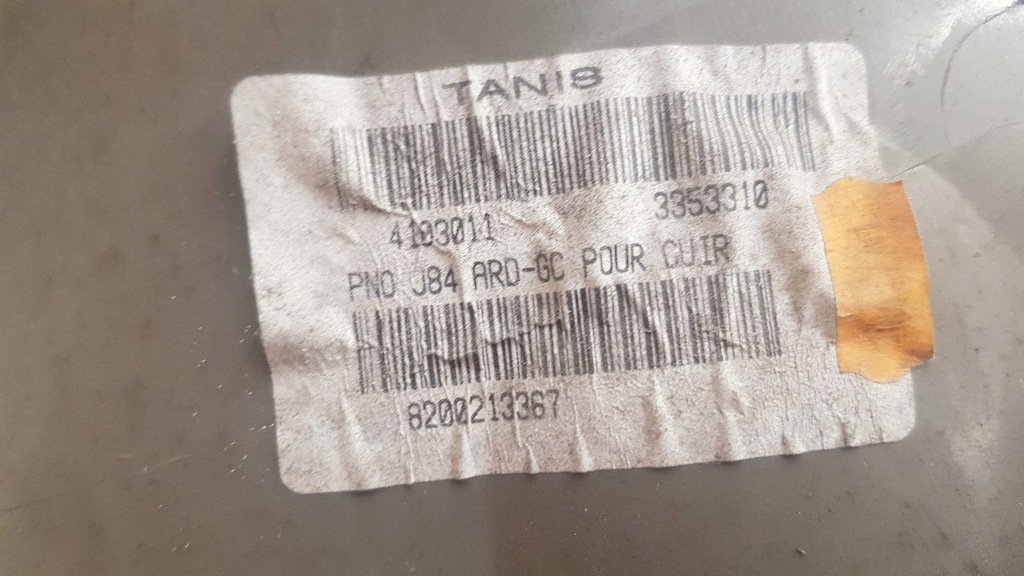 TANIS
4103011 3353310
PNO J84 ARD-GC POUR CUIR
8200213367